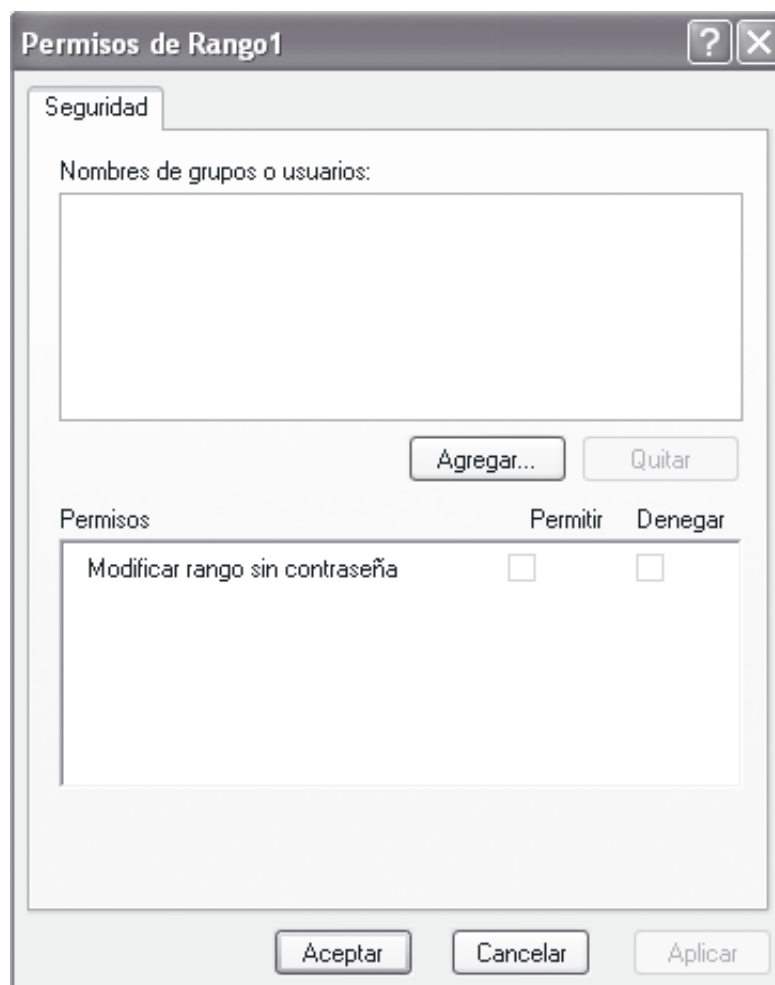 Permisos de Rango1
Seguridad
Nombres de grupos o usuarios:
Agregar... Quitar
Permisos Permitir Denegar
Modificar rango sin contraseña
Aceptar Cancelar Aplicar